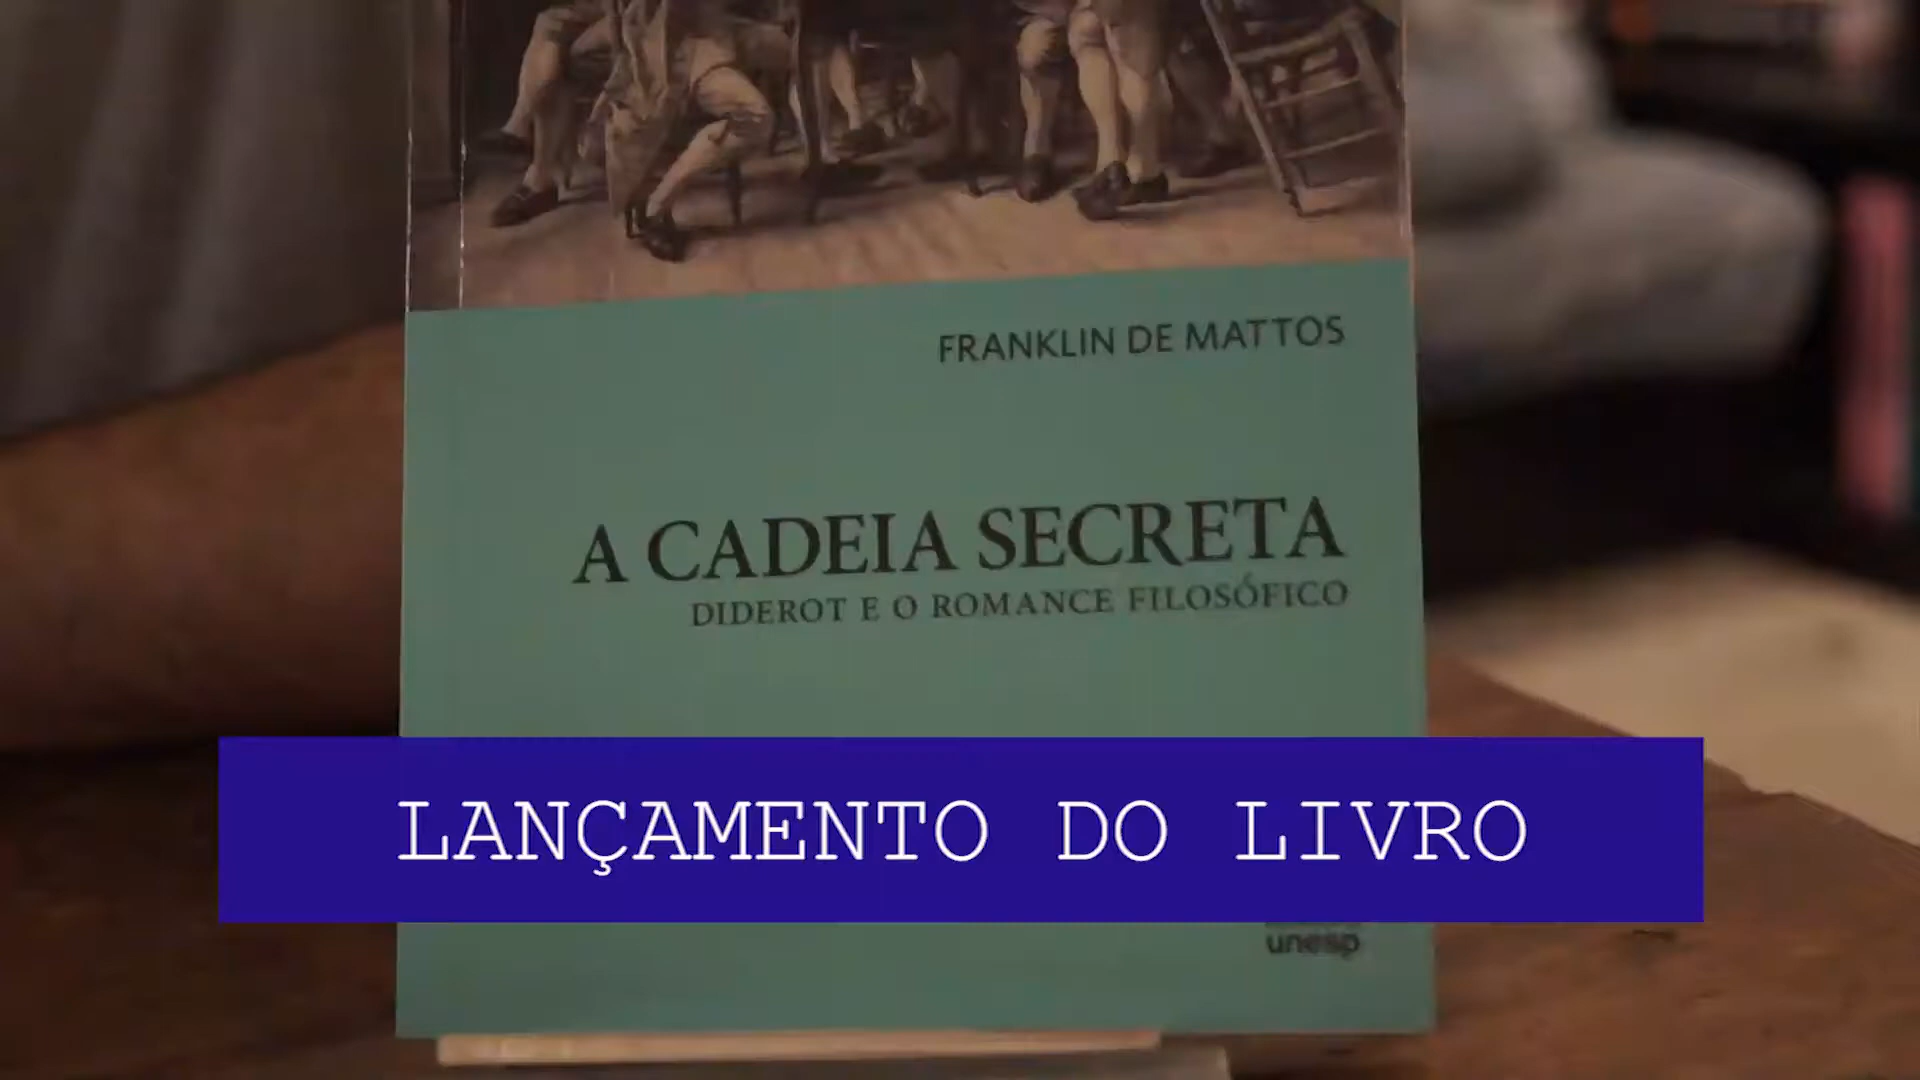 FRANKLIN DE MATTOS
A CADEIA SECRETA
DIDEROT E O ROMANCE FILOSÓFICO
LANÇAMENTO DO LIVRO
unesp